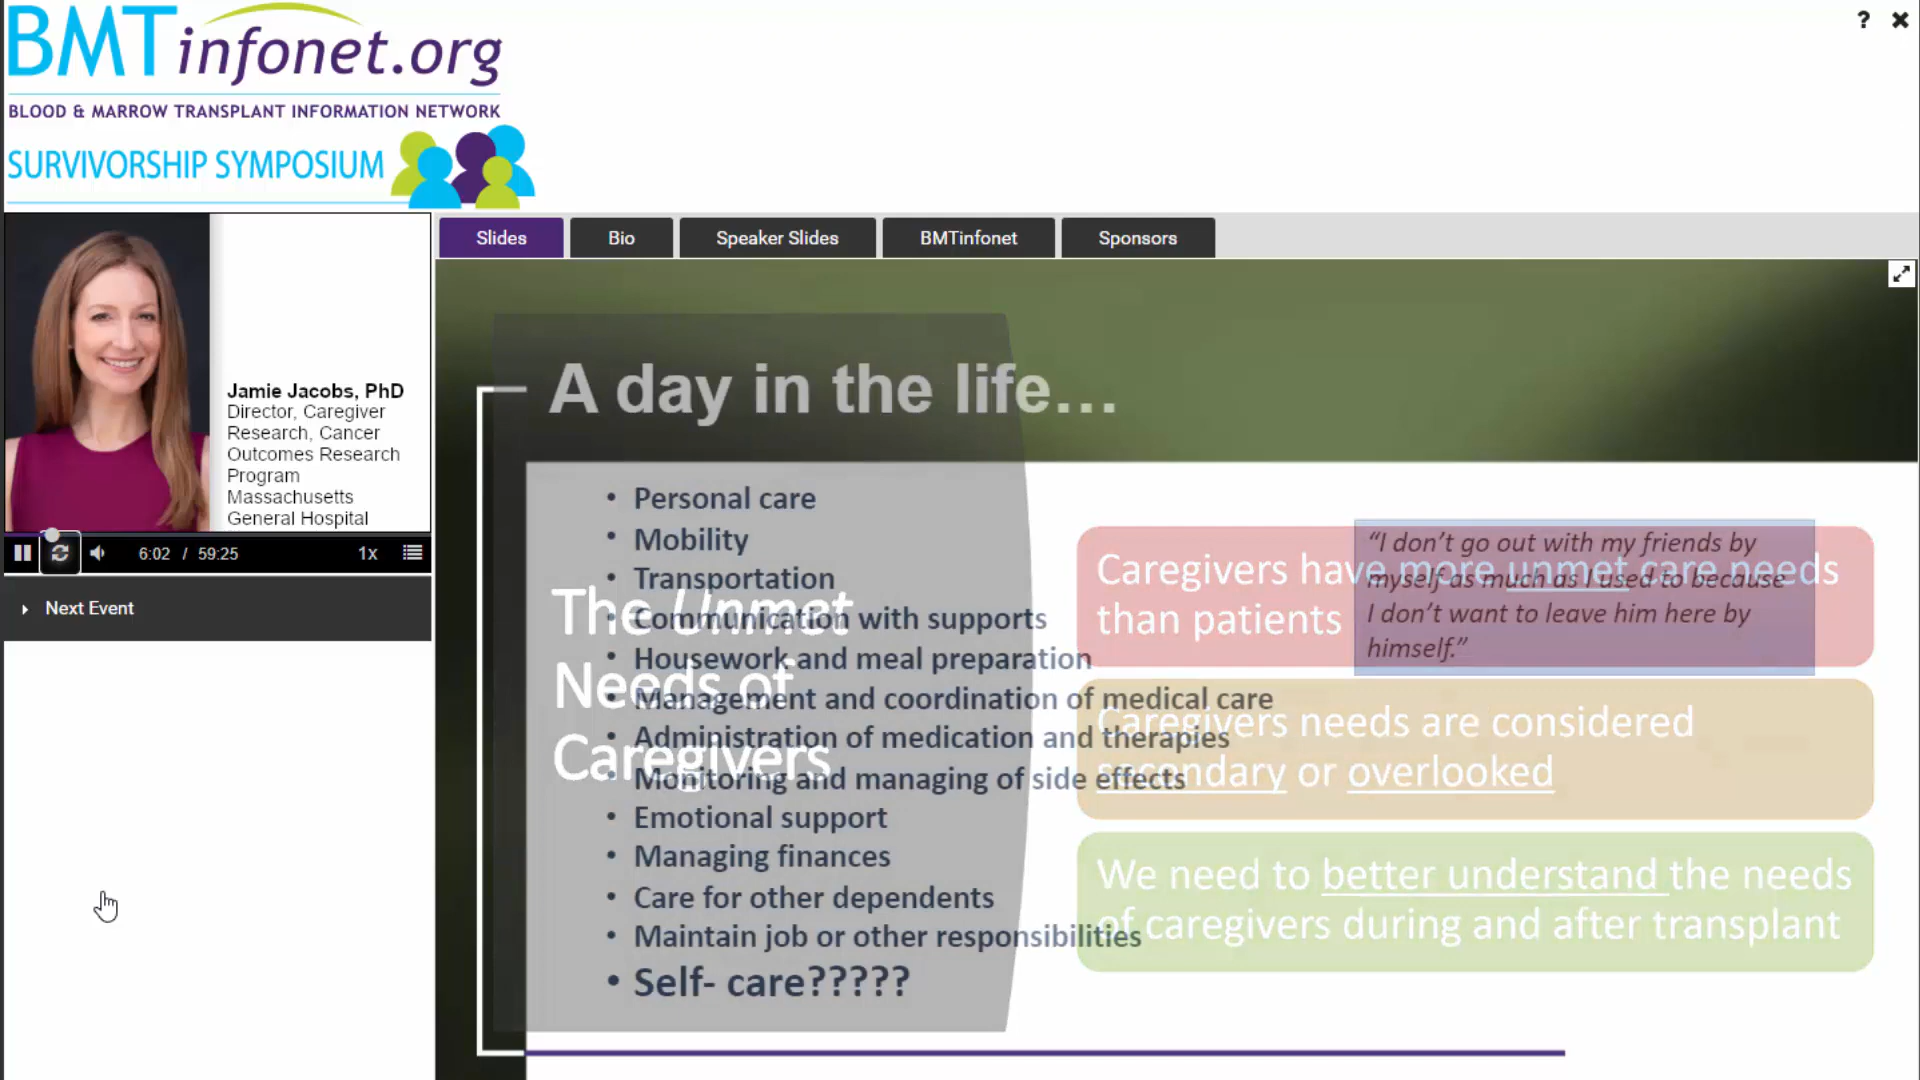 BMTinfonet.org
BLOOD & MARROW TRANSPLANT INFORMATION NETWORK
SURVIVORSHIP SYMPOSIUM
? ✖
Jamie Jacobs, PhD
Director, Caregiver
Research, Cancer
Outcomes Research
Program
Massachusetts
General Hospital
6:02 / 59:25
1x
Next Event
Slides
Bio
Speaker Slides
BMTinfonet
Sponsors
A day in the life…
• Personal care
• Mobility
• Transportation
• Communication with supports
• Housework and meal preparation
• Management and coordination of medical care
• Administration of medication and therapies
• Monitoring and managing of side effects
• Emotional support
• Managing finances
• Care for other dependents
• Maintain job or other responsibilities
• Self- care?????
The Unmet
Needs of
Caregivers
“I don’t go out with my friends by
myself as much as I used to because
I don’t want to leave him here by
himself.”
Caregivers have more unmet care needs
than patients
Caregivers needs are considered
secondary or overlooked
We need to better understand the needs
of caregivers during and after transplant